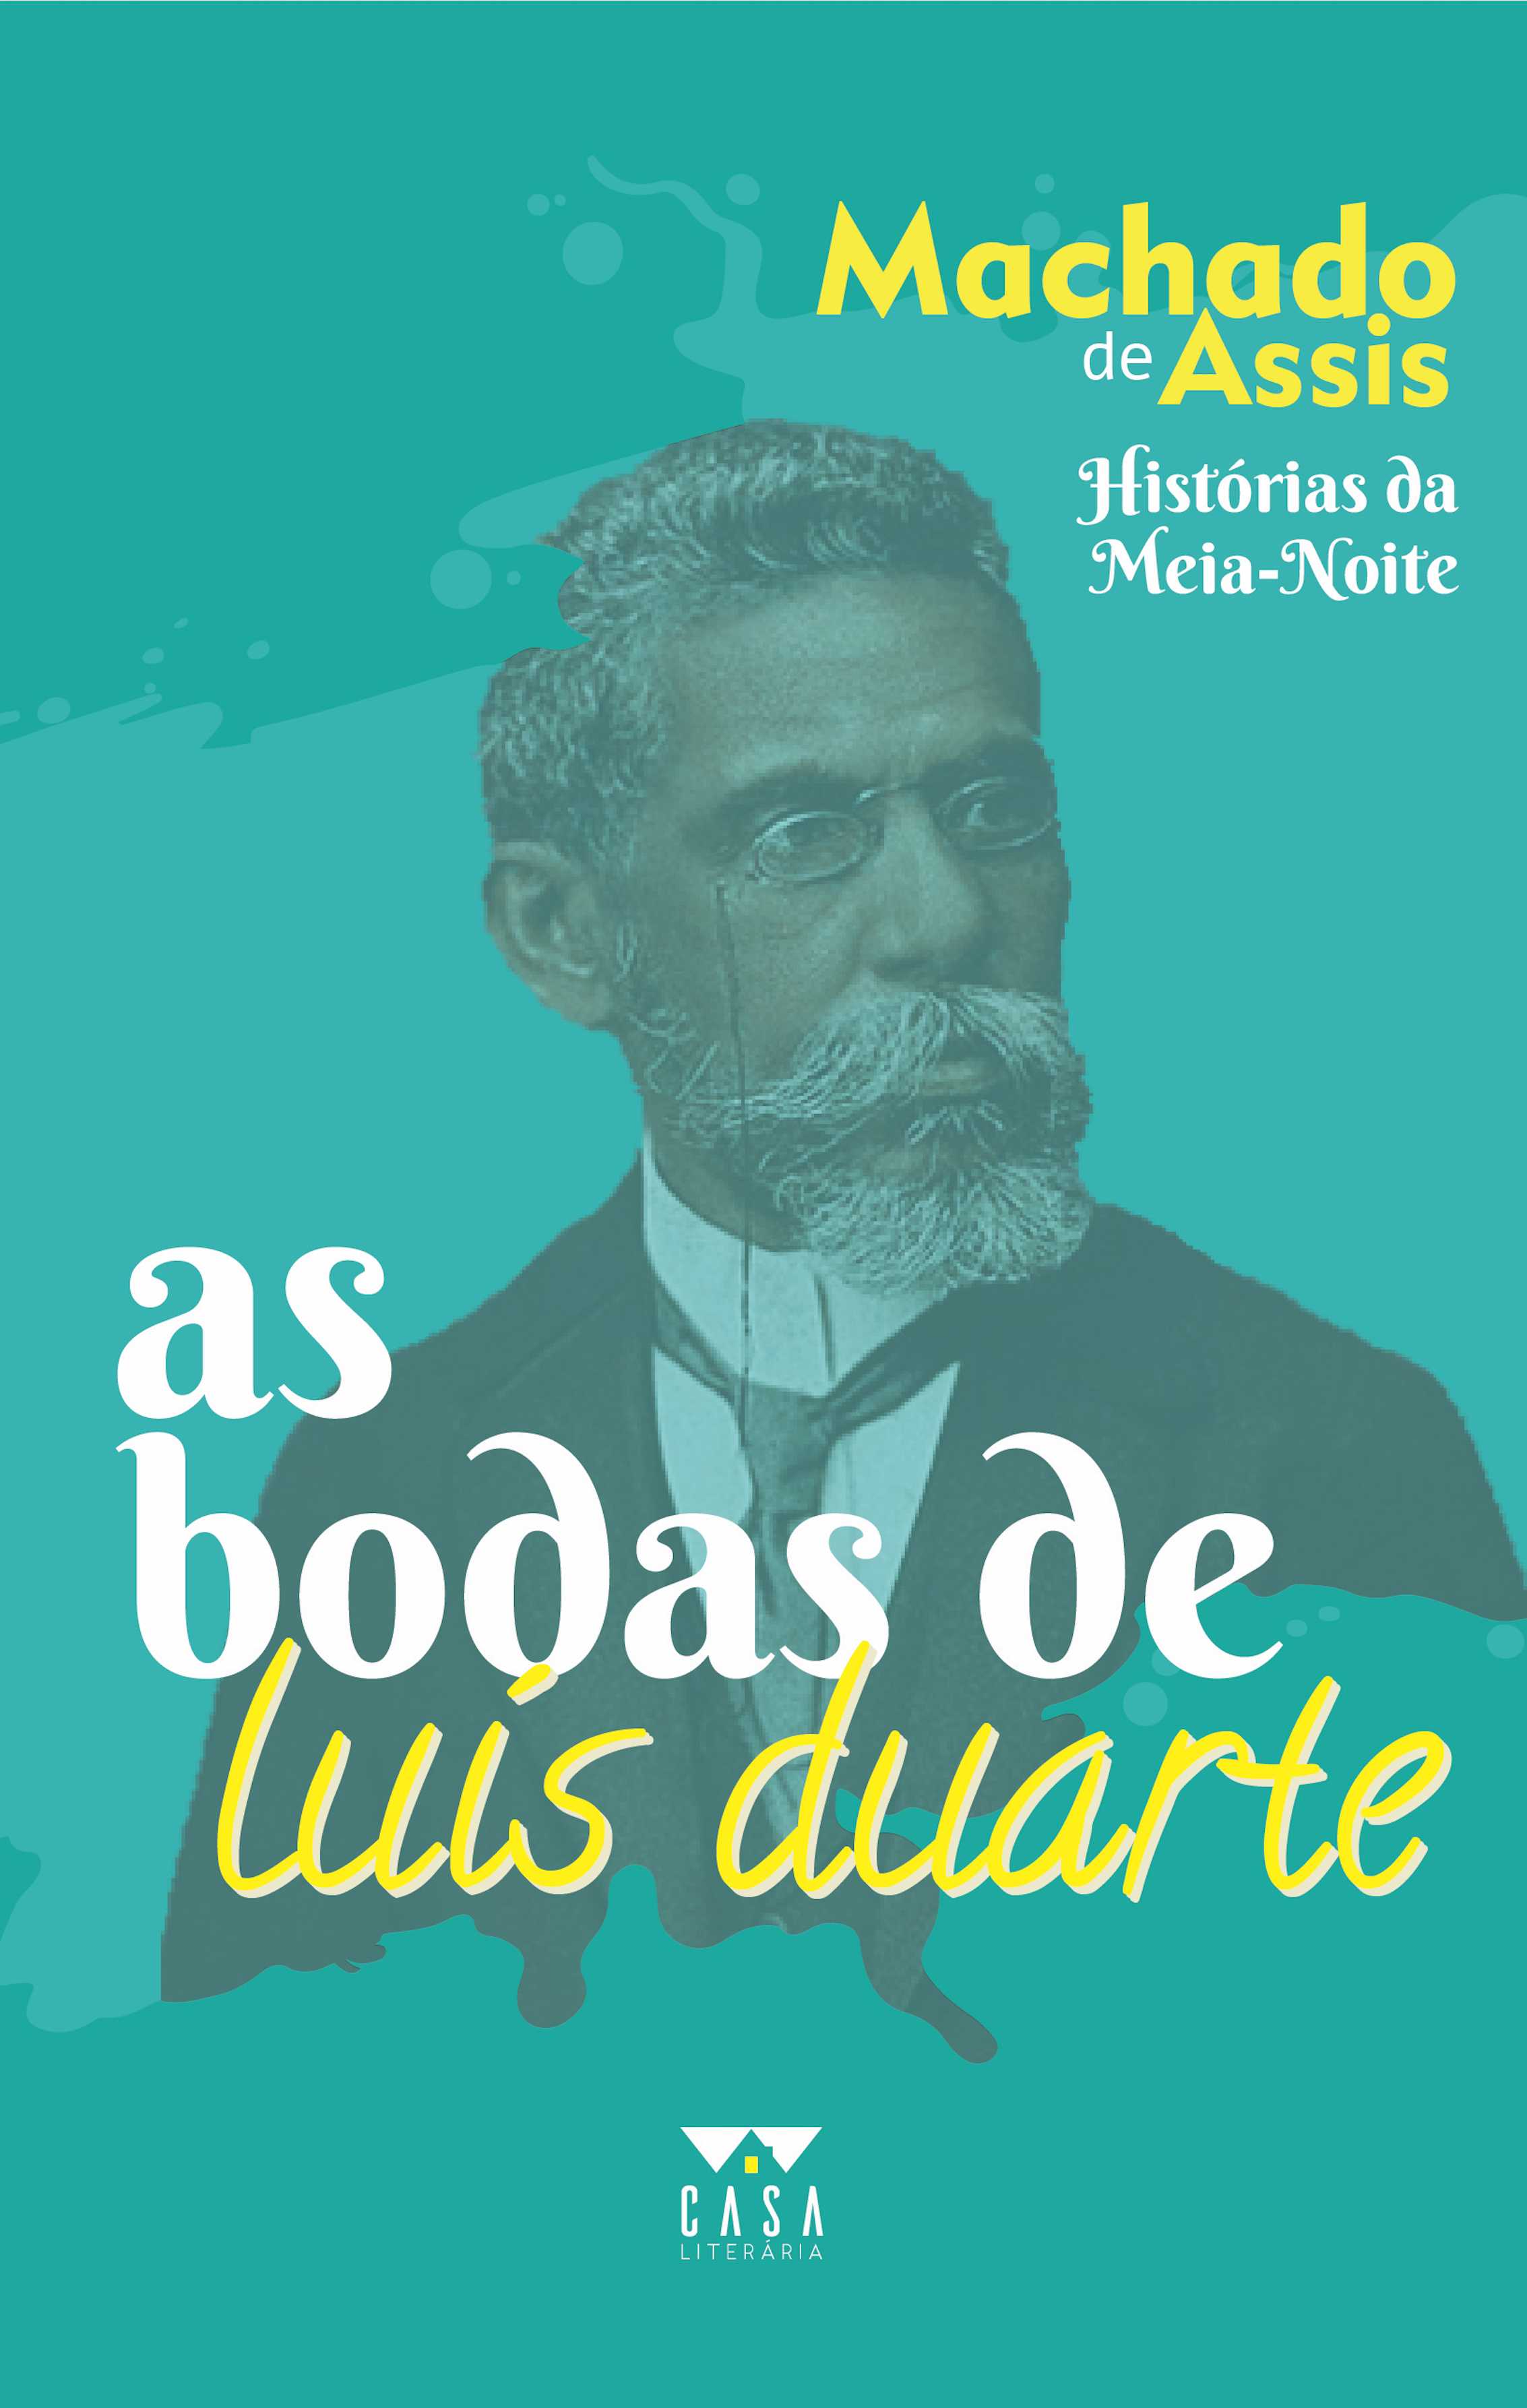 Machado
de Assis
Histórias da
Meia-Noite
as
bodas de
luís duarte
CASA
LITERÁRIA